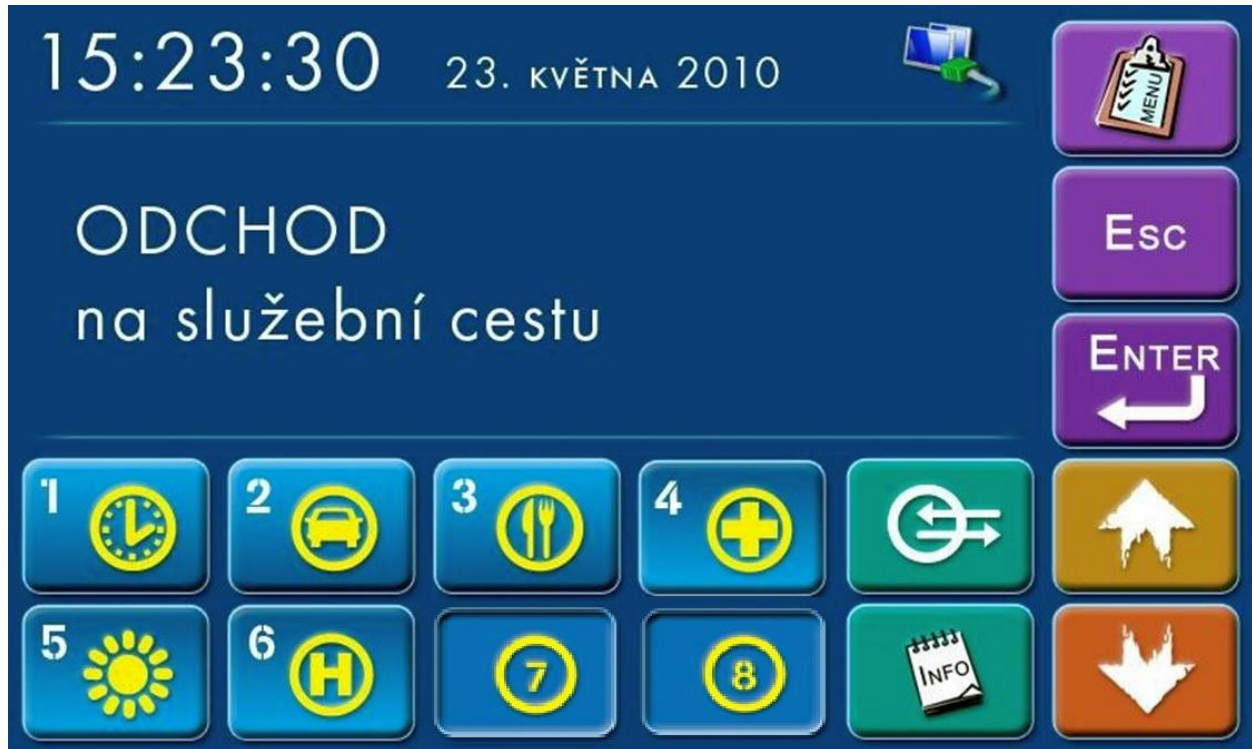 15:23:30 23. KVĚTNA 2010
MENU
ODCHOD
na služební cestu
Esc
ENTER
1 2 3 4
5 6 H 7 8 INFO